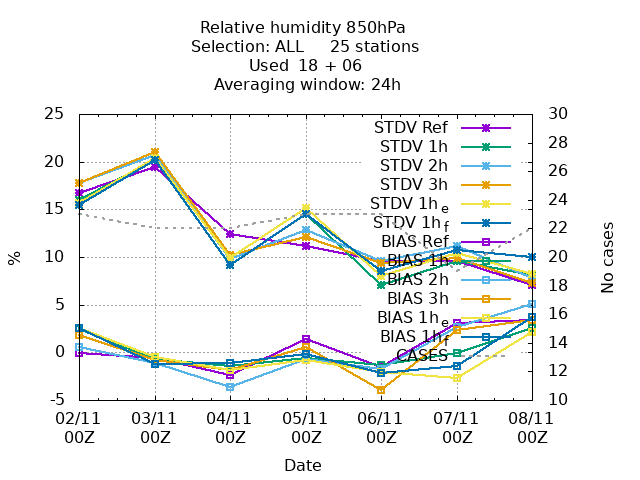 Relative humidity 850hPa
Selection: ALL 25 stations
Used 18 + 06
Averaging window: 24h
25 30
20 28
15 26
10 24
5 22
0 20
-5 18
16
14
12
10
%
No cases
STDV Ref
STDV 1h
STDV 2h
STDV 3h
STDV 1he
STDV 1hf
BIAS Ref
BIAS 1h
BIAS 2h
BIAS 3h
BIAS 1he
BIAS 1hf
CASES
02/11 03/11 04/11 05/11 06/11 07/11 08/11
00Z 00Z 00Z 00Z 00Z 00Z 00Z
Date